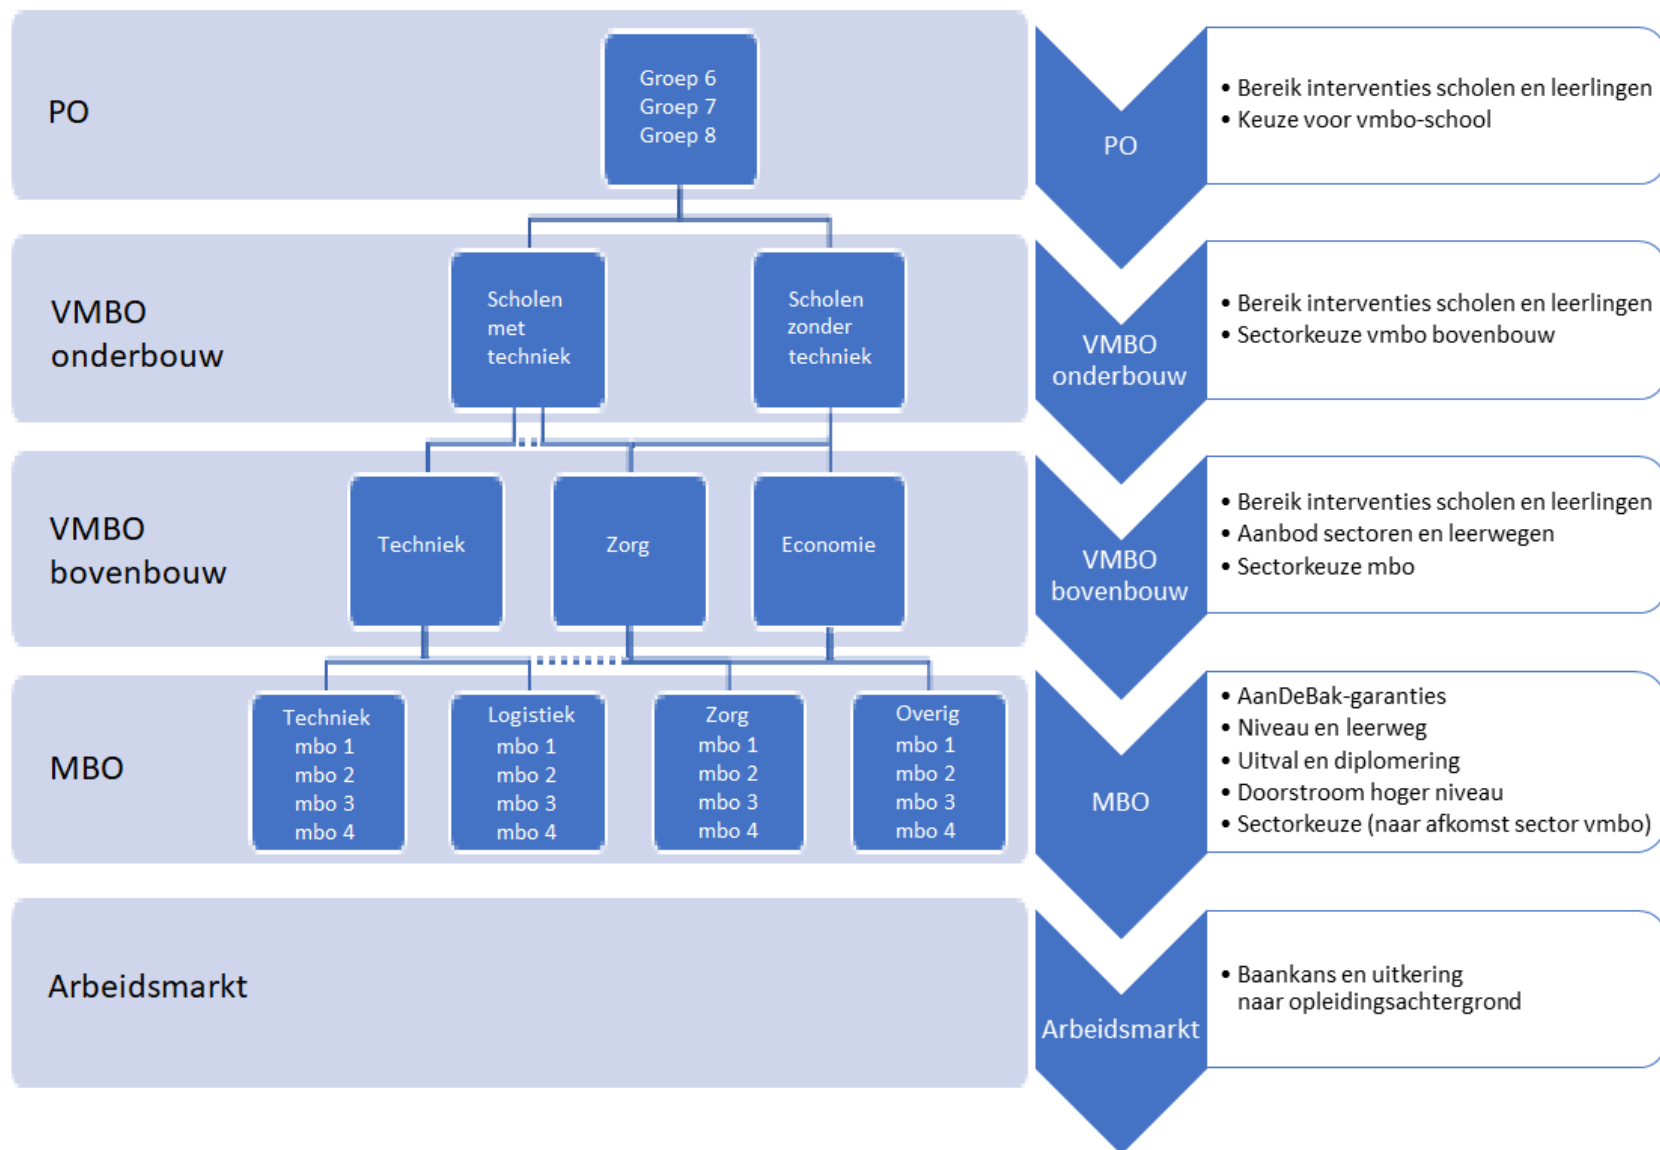 PO
Groep 6
Groep 7
Groep 8
PO
• Bereik interventies scholen en leerlingen
• Keuze voor vmbo-school
VMBO
onderbouw
Scholen
met
techniek
Scholen
zonder
techniek
VMBO
onderbouw
• Bereik interventies scholen en leerlingen
• Sectorkeuze vmbo bovenbouw
VMBO
bovenbouw
Techniek
Zorg
Economie
VMBO
bovenbouw
• Bereik interventies scholen en leerlingen
• Aanbod sectoren en leerwegen
• Sectorkeuze mbo
MBO
Techniek
mbo 1
mbo 2
mbo 3
mbo 4
Logistiek
mbo 1
mbo 2
mbo 3
mbo 4
Zorg
mbo 1
mbo 2
mbo 3
mbo 4
Overig
mbo 1
mbo 2
mbo 3
mbo 4
MBO
• AanDeBak-garanties
• Niveau en leerweg
• Uitval en diplomering
• Doorstroom hoger niveau
• Sectorkeuze (naar afkomst sector vmbo)
Arbeidsmarkt
Arbeidsmarkt
• Baankans en uitkering
naar opleidingsachtergrond